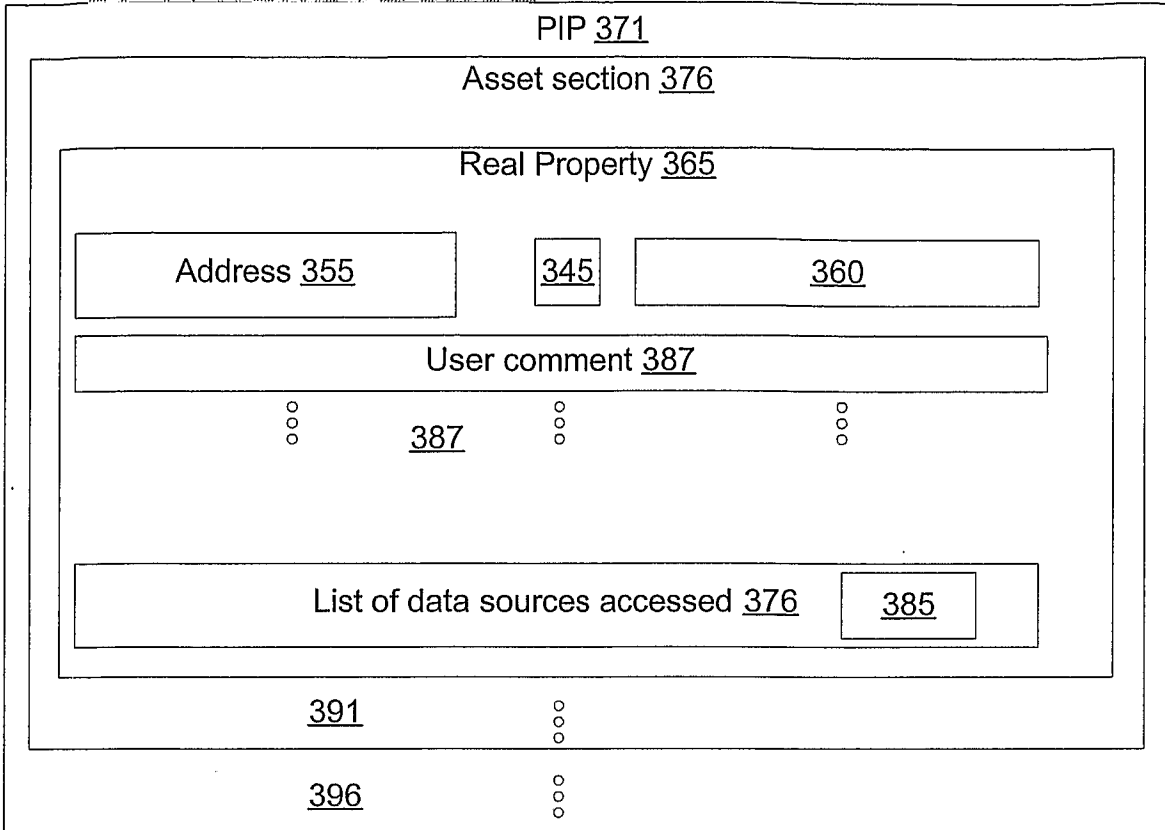 PIP 371
Asset section 376
Real Property 365
Address 355 345 360
User comment 387
387
List of data sources accessed 376 385
391
396